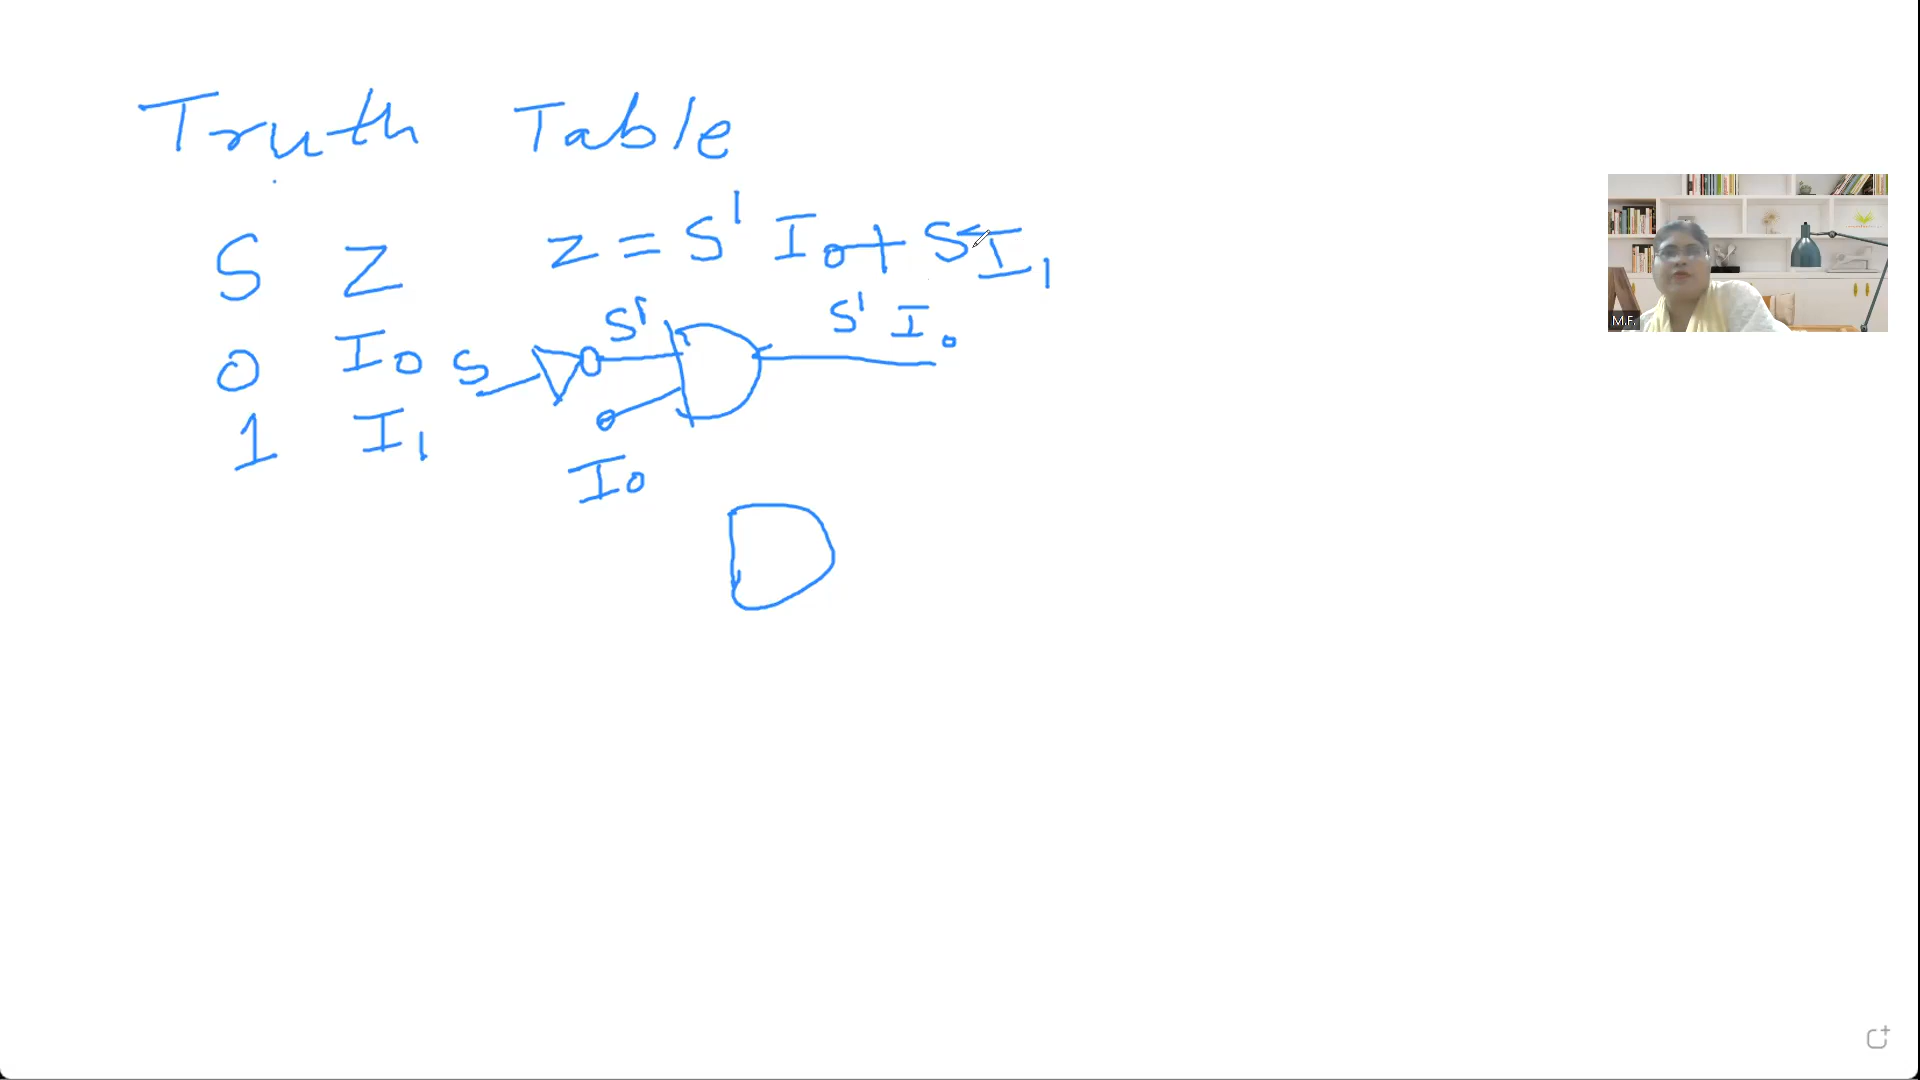 Truth Table
S Z z = S' I0 + S I1
S' S' I0
0 I0 S
1 I1
I0
M.F.